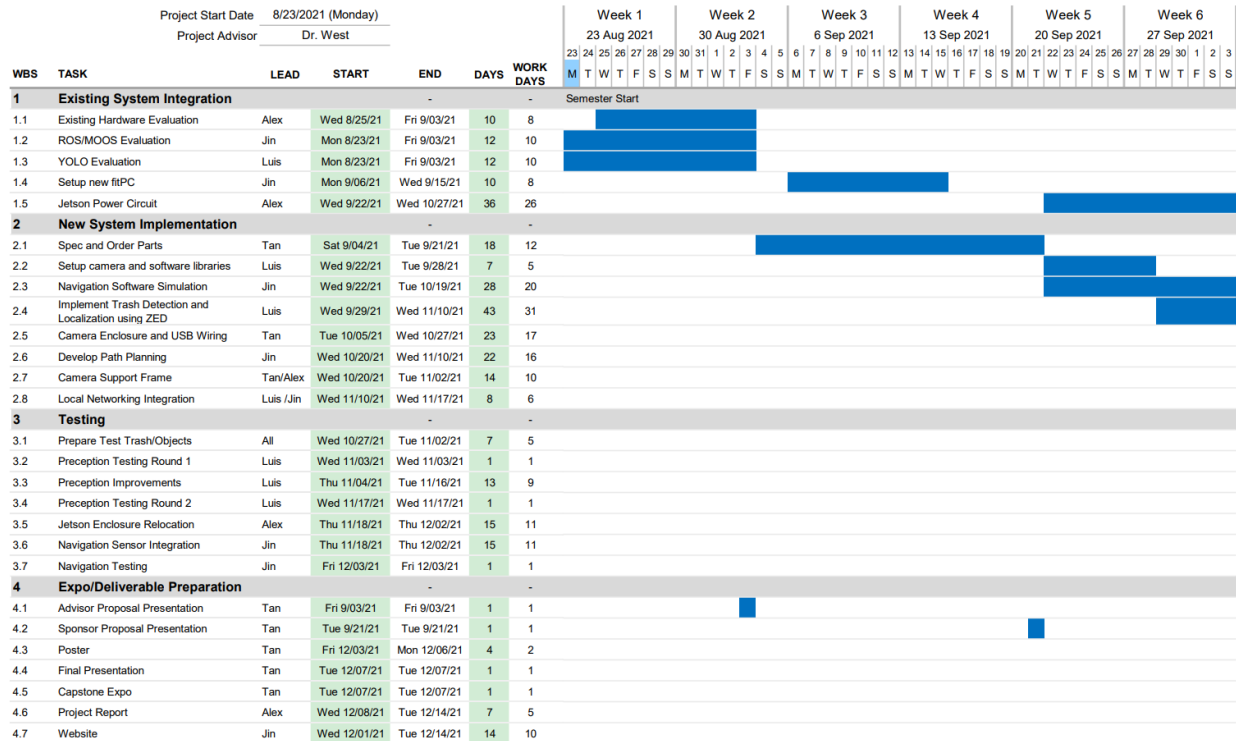 Project Start Date 8/23/2021 (Monday) Week 1 Week 2 Week 3 Week 4 Week 5 Week 6
Project Advisor Dr. West 23 Aug 2021 30 Aug 2021 6 Sep 2021 13 Sep 2021 20 Sep 2021 27 Sep 2021
23 24 25 26 27 28 29 30 31 1 2 3 4 5 6 7 8 9 10 11 12 13 14 15 16 17 18 19 20 21 22 23 24 25 26 27 28 29 30 1 2 3
WBS TASK LEAD START END DAYS WORK DAYS M T W T F S S M T W T F S S M T W T F S S M T W T F S S M T W T F S S M T W T F S S
1 Existing System Integration - - Semester Start
1.1 Existing Hardware Evaluation Alex Wed 8/25/21 Fri 9/03/21 10 8
1.2 ROS/MOOS Evaluation Jin Mon 8/23/21 Fri 9/03/21 12 10
1.3 YOLO Evaluation Luis Mon 8/23/21 Fri 9/03/21 12 10
1.4 Setup new fitPC Jin Mon 9/06/21 Wed 9/15/21 10 8
1.5 Jetson Power Circuit Alex Wed 9/22/21 Wed 10/27/21 36 26
2 New System Implementation - -
2.1 Spec and Order Parts Tan Sat 9/04/21 Tue 9/21/21 18 12
2.2 Setup camera and software libraries Luis Wed 9/22/21 Tue 9/28/21 7 5
2.3 Navigation Software Simulation Jin Wed 9/22/21 Tue 10/19/21 28 20
2.4 Implement Trash Detection and Localization using ZED Luis Wed 9/29/21 Wed 11/10/21 43 31
2.5 Camera Enclosure and USB Wiring Tan Tue 10/05/21 Wed 10/27/21 23 17
2.6 Develop Path Planning Jin Wed 10/20/21 Wed 11/10/21 22 16
2.7 Camera Support Frame Tan/Alex Wed 10/20/21 Tue 11/02/21 14 10
2.8 Local Networking Integration Luis /Jin Wed 11/10/21 Wed 11/17/21 8 6
3 Testing - -
3.1 Prepare Test Trash/Objects All Wed 10/27/21 Tue 11/02/21 7 5
3.2 Preception Testing Round 1 Luis Wed 11/03/21 Wed 11/03/21 1 1
3.3 Preception Improvements Luis Thu 11/04/21 Tue 11/16/21 13 9
3.4 Preception Testing Round 2 Luis Wed 11/17/21 Wed 11/17/21 1 1
3.5 Jetson Enclosure Relocation Alex Thu 11/18/21 Thu 12/02/21 15 11
3.6 Navigation Sensor Integration Jin Thu 11/18/21 Thu 12/02/21 15 11
3.7 Navigation Testing Jin Fri 12/03/21 Fri 12/03/21 1 1
4 Expo/Deliverable Preparation - -
4.1 Advisor Proposal Presentation Tan Fri 9/03/21 Fri 9/03/21 1 1
4.2 Sponsor Proposal Presentation Tan Tue 9/21/21 Tue 9/21/21 1 1
4.3 Poster Tan Fri 12/03/21 Mon 12/06/21 4 2
4.4 Final Presentation Tan Tue 12/07/21 Tue 12/07/21 1 1
4.5 Capstone Expo Tan Tue 12/07/21 Tue 12/07/21 1 1
4.6 Project Report Alex Wed 12/08/21 Tue 12/14/21 7 5
4.7 Website Jin Wed 12/01/21 Tue 12/14/21 14 10